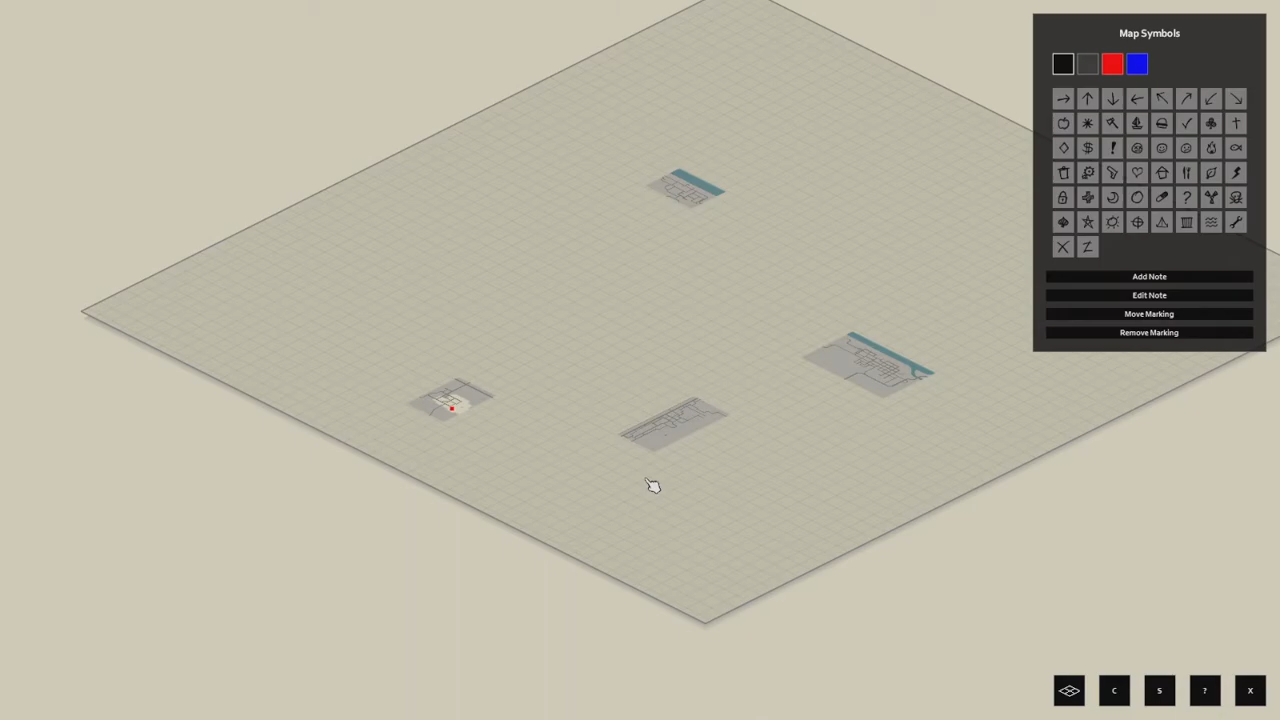 Map Symbols
Add Note
Edit Note
Move Marking
Remove Marking
C S ? X